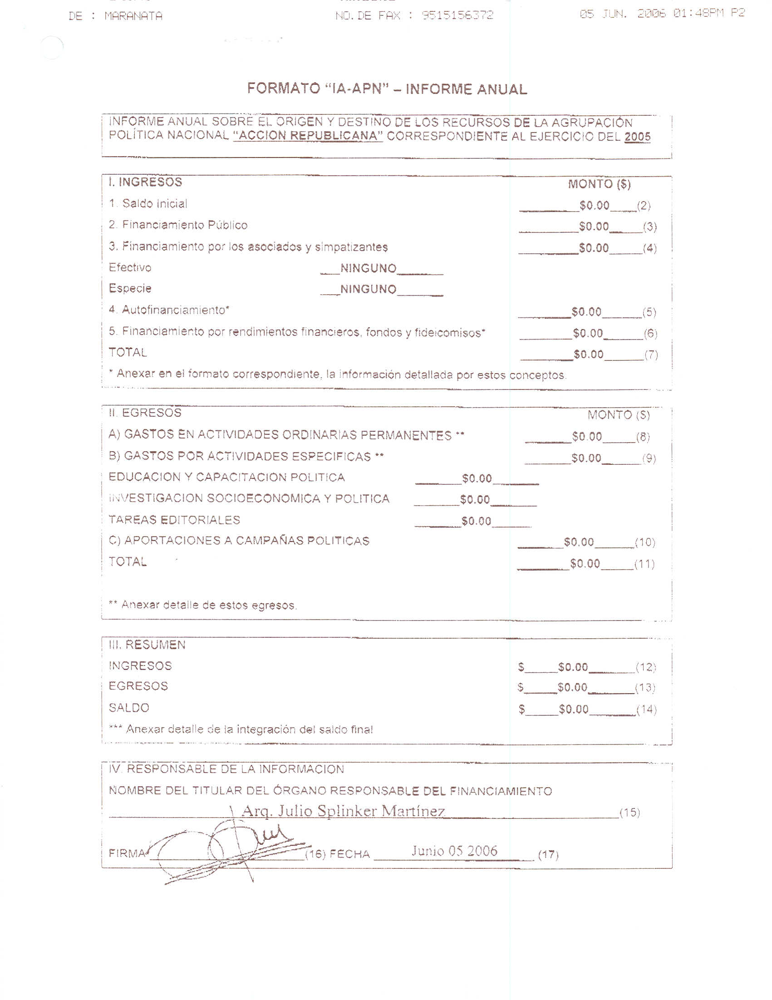 DE : MARANATA NO. DE FAX : 9515156372 05 JUN. 2006 01:48PM P2
FORMATO “IA-APN” – INFORME ANUAL
INFORME ANUAL SOBRE EL ORIGEN Y DESTINO DE LOS RECURSOS DE LA AGRUPACIÓN
POLÍTICA NACIONAL “ACCION REPUBLICANA” CORRESPONDIENTE AL EJERCICIO DEL 2005
I. INGRESOS MONTO ($)
1. Saldo Inicial $0.00 (2)
2. Financiamiento Público $0.00 (3)
3. Financiamiento por los asociados y simpatizantes $0.00 (4)
Efectivo NINGUNO
Especie NINGUNO
4. Autofinanciamiento* $0.00 (5)
5. Financiamiento por rendimientos financieros, fondos y fideicomisos* $0.00 (6)
TOTAL $0.00 (7)
* Anexar en el formato correspondiente, la información detallada por estos conceptos.
II. EGRESOS MONTO ($)
A) GASTOS EN ACTIVIDADES ORDINARIAS PERMANENTES ** $0.00 (8)
B) GASTOS POR ACTIVIDADES ESPECIFICAS ** $0.00 (9)
EDUCACION Y CAPACITACION POLITICA $0.00
INVESTIGACION SOCIOECONOMICA Y POLITICA $0.00
TAREAS EDITORIALES $0.00
C) APORTACIONES A CAMPAÑAS POLITICAS $0.00 (10)
TOTAL $0.00 (11)
** Anexar detalle de estos egresos.
III. RESUMEN
INGRESOS $ $0.00 (12)
EGRESOS $ $0.00 (13)
SALDO $ $0.00 (14)
*** Anexar detalle de la integración del saldo final
IV. RESPONSABLE DE LA INFORMACION
NOMBRE DEL TITULAR DEL ÓRGANO RESPONSABLE DEL FINANCIAMIENTO
Arq. Julio Splinker Martínez (15)
FIRMA (16) FECHA Junio 05 2006 (17)